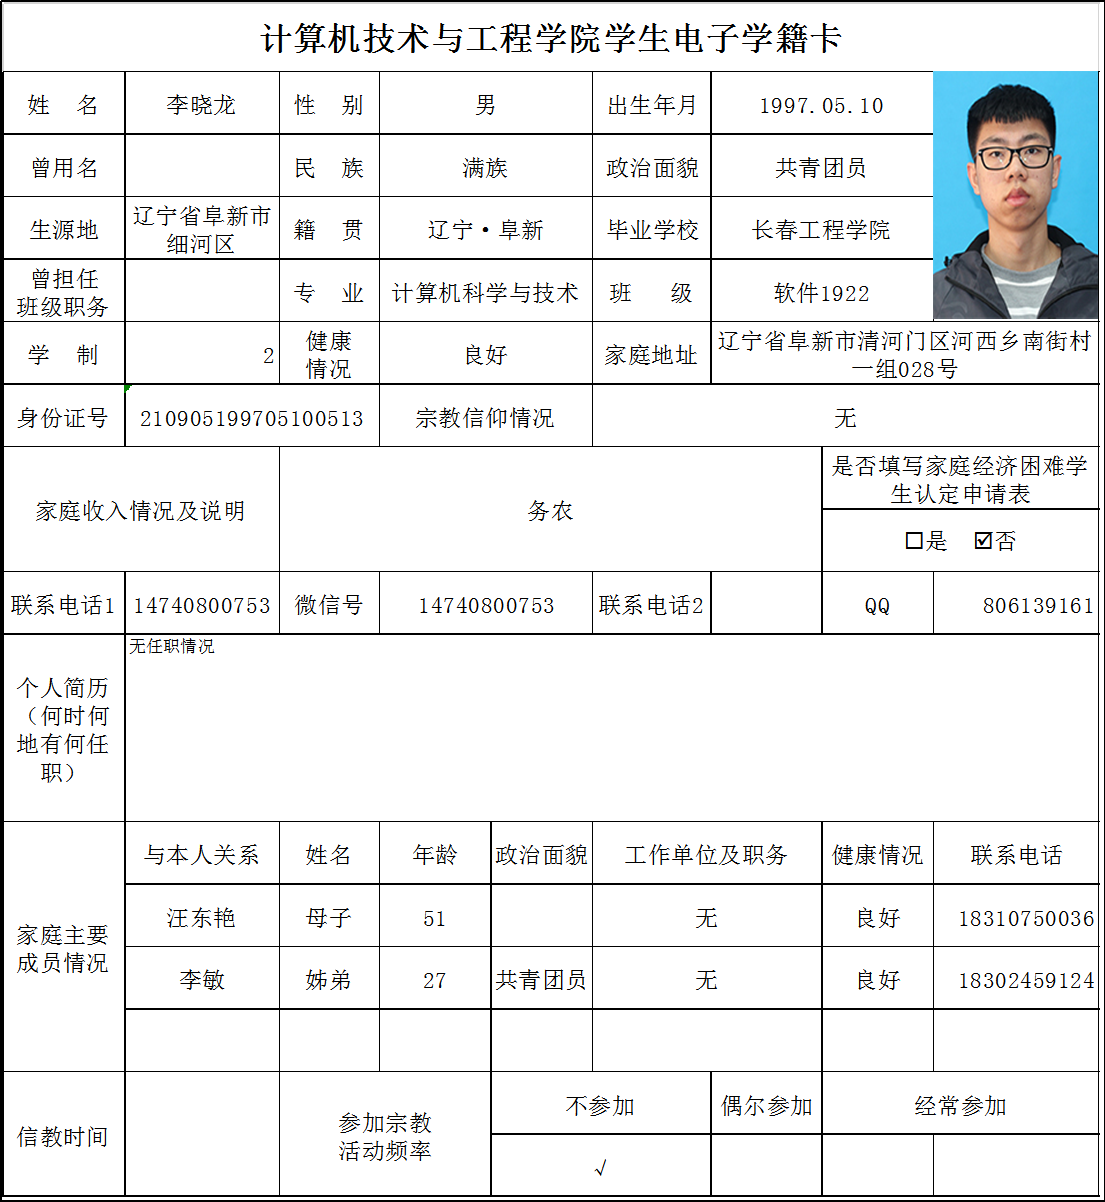 计算机技术与工程学院学生电子学籍卡
姓 名 李晓龙 性 别 男 出生年月 1997.05.10
曾用名 民 族 满族 政治面貌 共青团员
生源地 辽宁省阜新市
细河区 籍 贯 辽宁·阜新 毕业学校 长春工程学院
曾担任
班级职务 专 业 计算机科学与技术 班 级 软件1922
学 制 2 健康
情况 良好 家庭地址 辽宁省阜新市清河门区河西乡南街村
一组028号
身份证号 210905199705100513 宗教信仰情况 无
家庭收入情况及说明 务农 是否填写家庭经济困难学
生认定申请表
☐是 ☑否
联系电话1 14740800753 微信号 14740800753 联系电话2 QQ 806139161
个人简历
（何时何
地有何任
职） 无任职情况
家庭主要
成员情况
与本人关系 姓名 年龄 政治面貌 工作单位及职务 健康情况 联系电话
汪东艳 母子 51 无 良好 18310750036
李敏 姊弟 27 共青团员 无 良好 18302459124
信教时间 参加宗教
活动频率 不参加 偶尔参加 经常参加
√